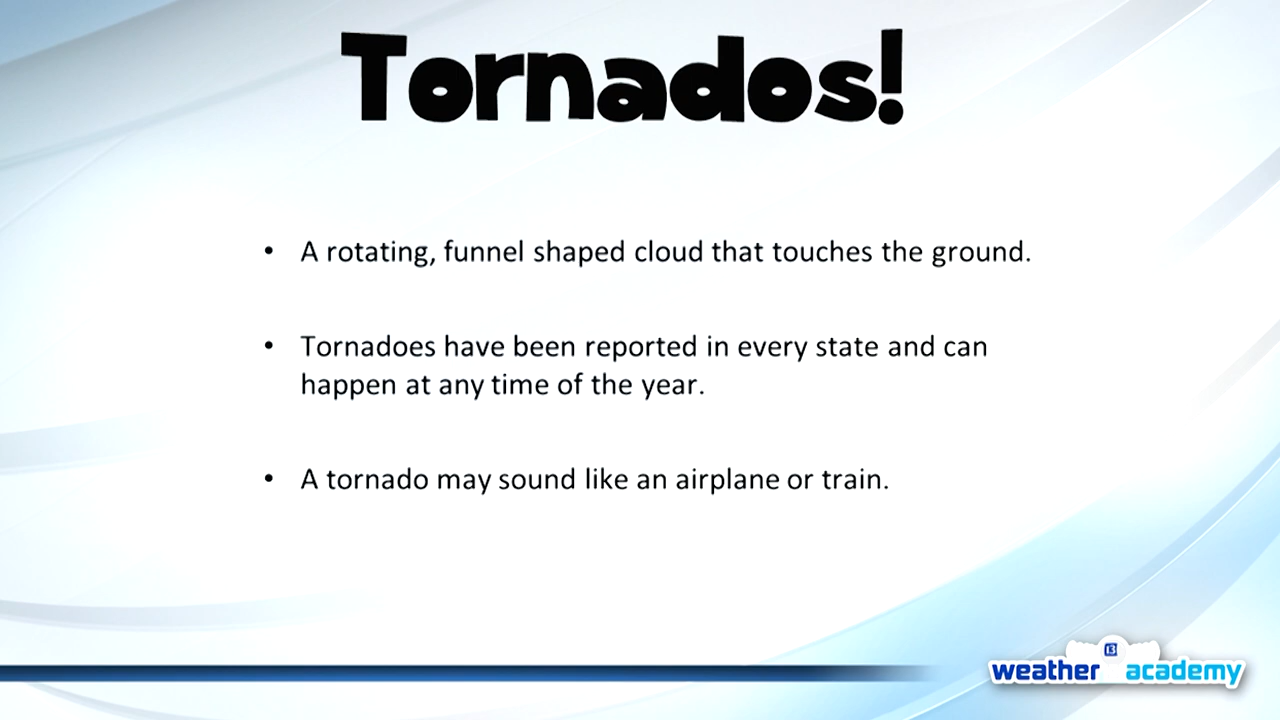 Tornados!
• A rotating, funnel shaped cloud that touches the ground.
• Tornadoes have been reported in every state and can
happen at any time of the year.
• A tornado may sound like an airplane or train.
13
weather academy